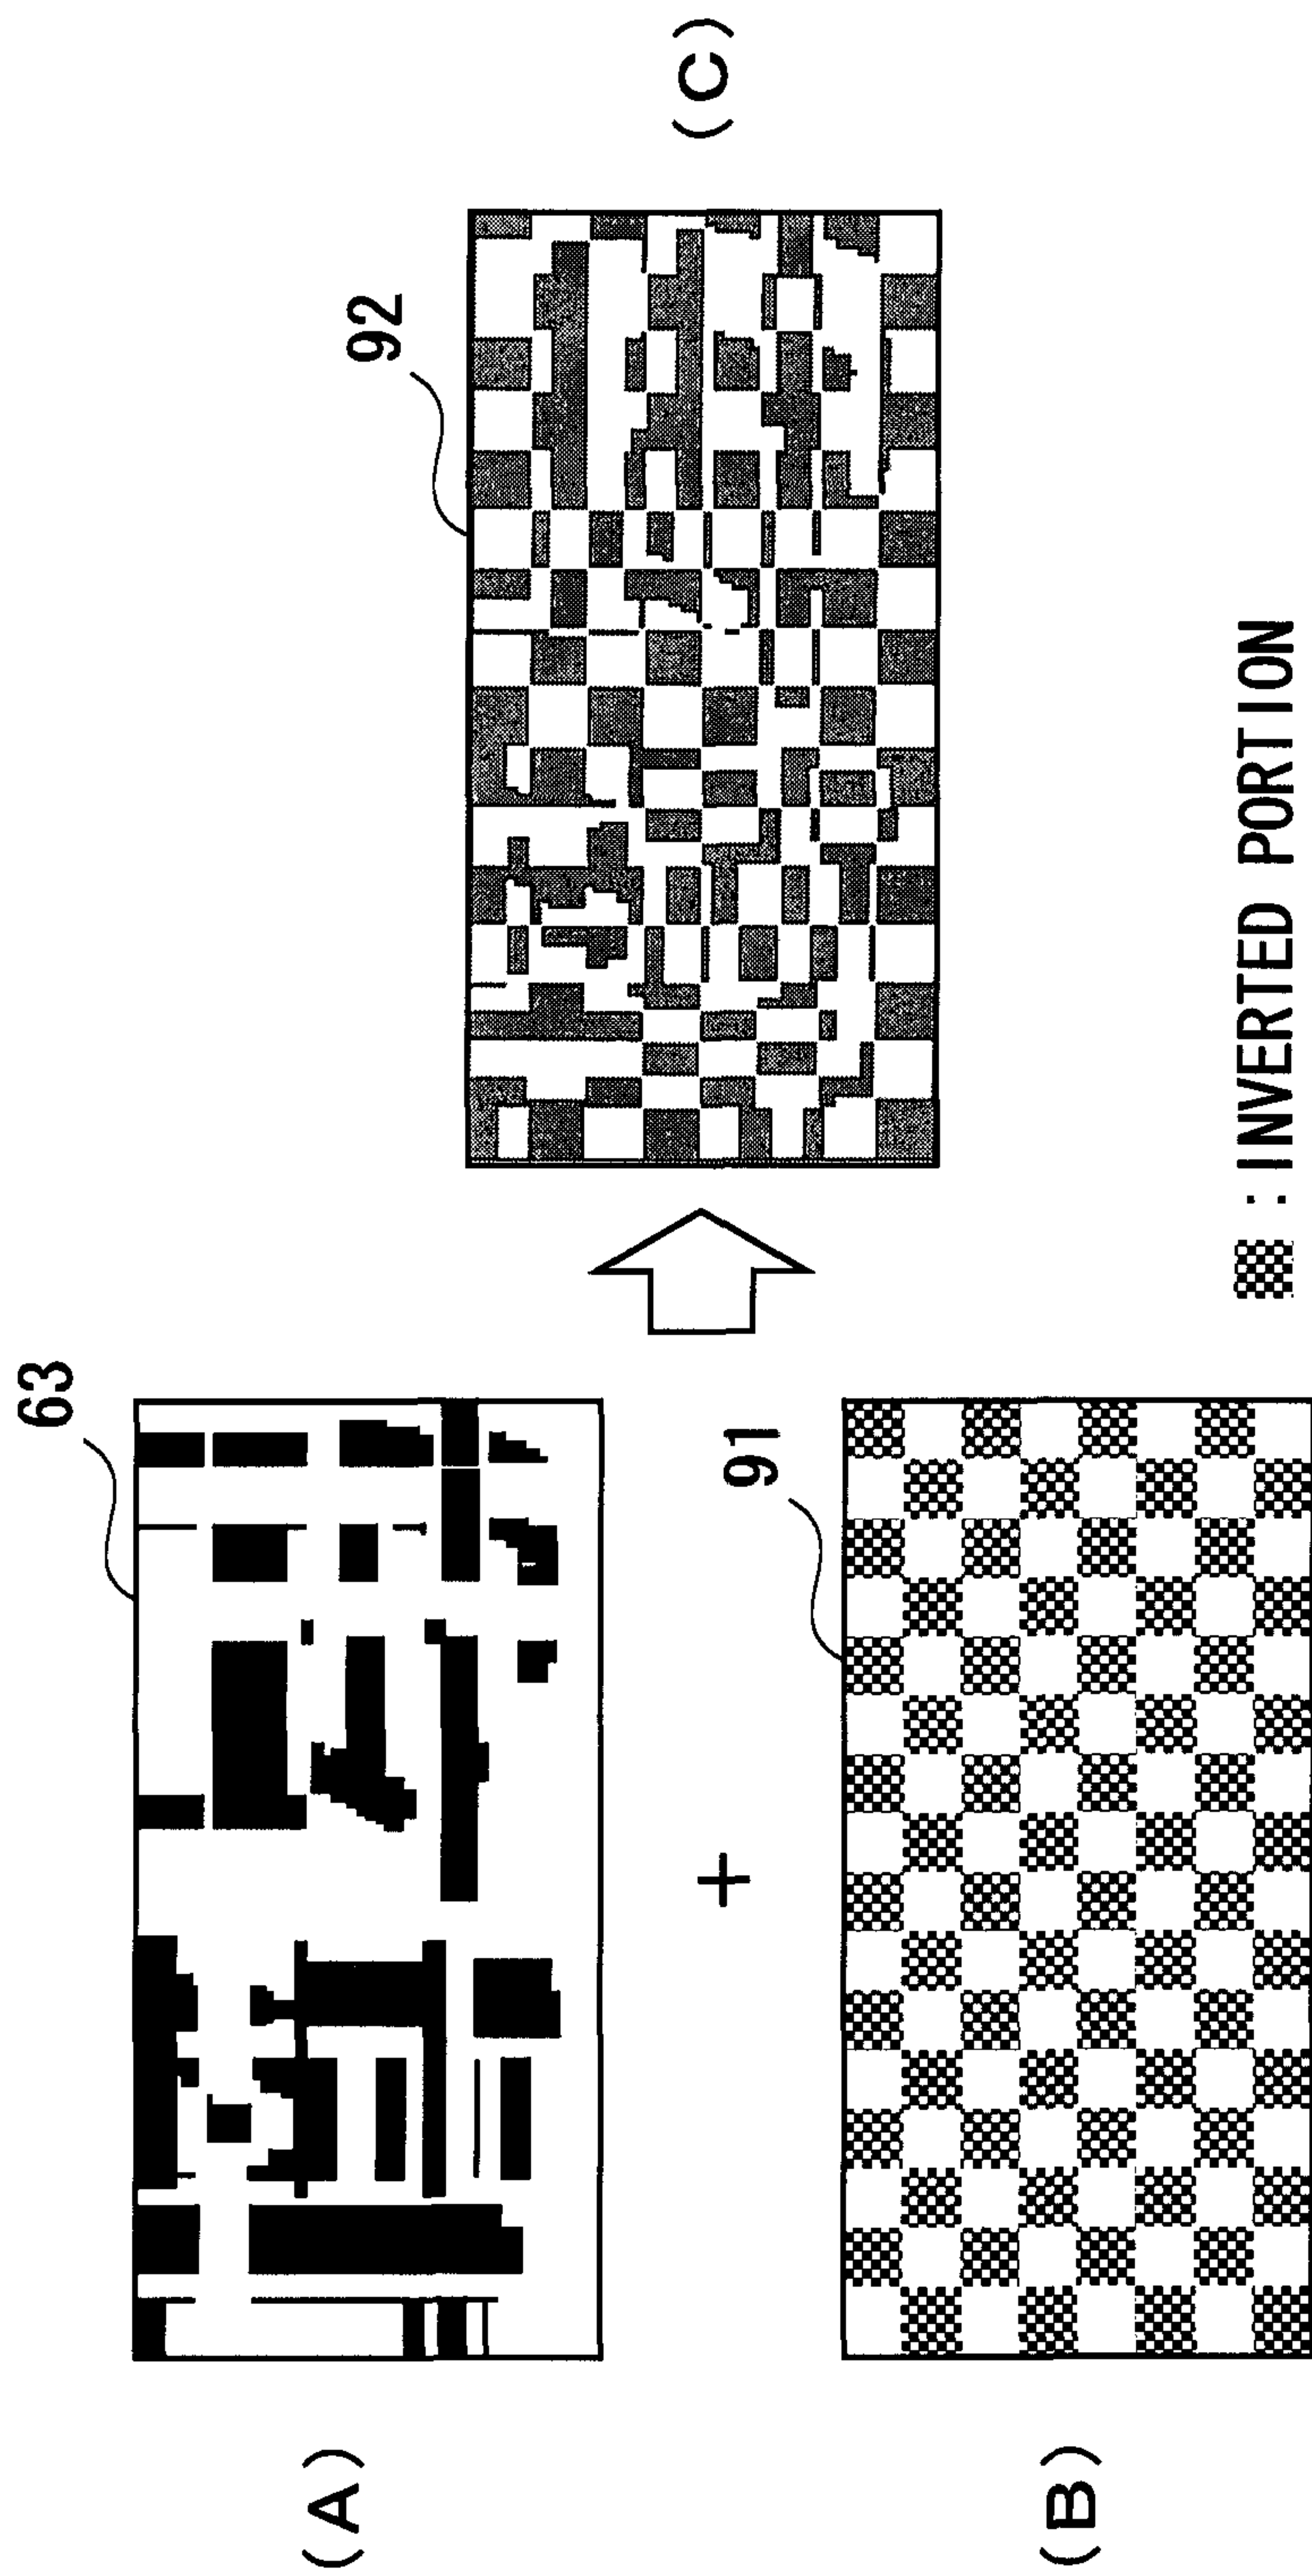 63
(A)
92
(C)
+
91
(B)
: INVERTED PORTION